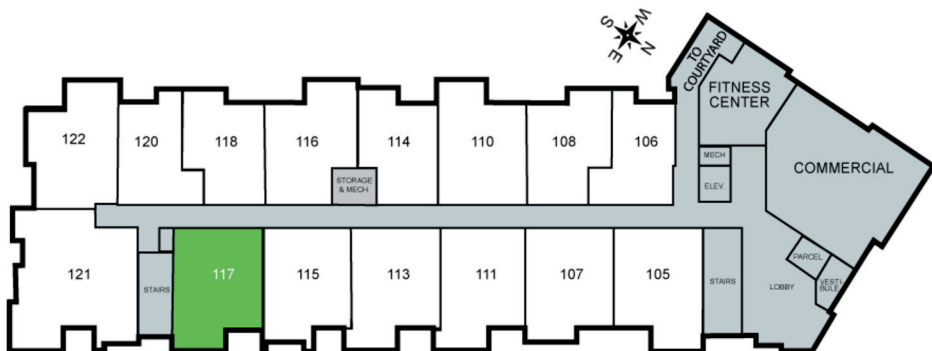 W
S
N
E
TO
COURTYARD
FITNESS
CENTER
122
120
118
116
114
110
108
106
MECH
COMMERCIAL
STORAGE
& MECH.
ELEV.
121
STAIRS
117
115
113
111
107
105
STAIRS
LOBBY
PARCEL
VESTI-
BULE